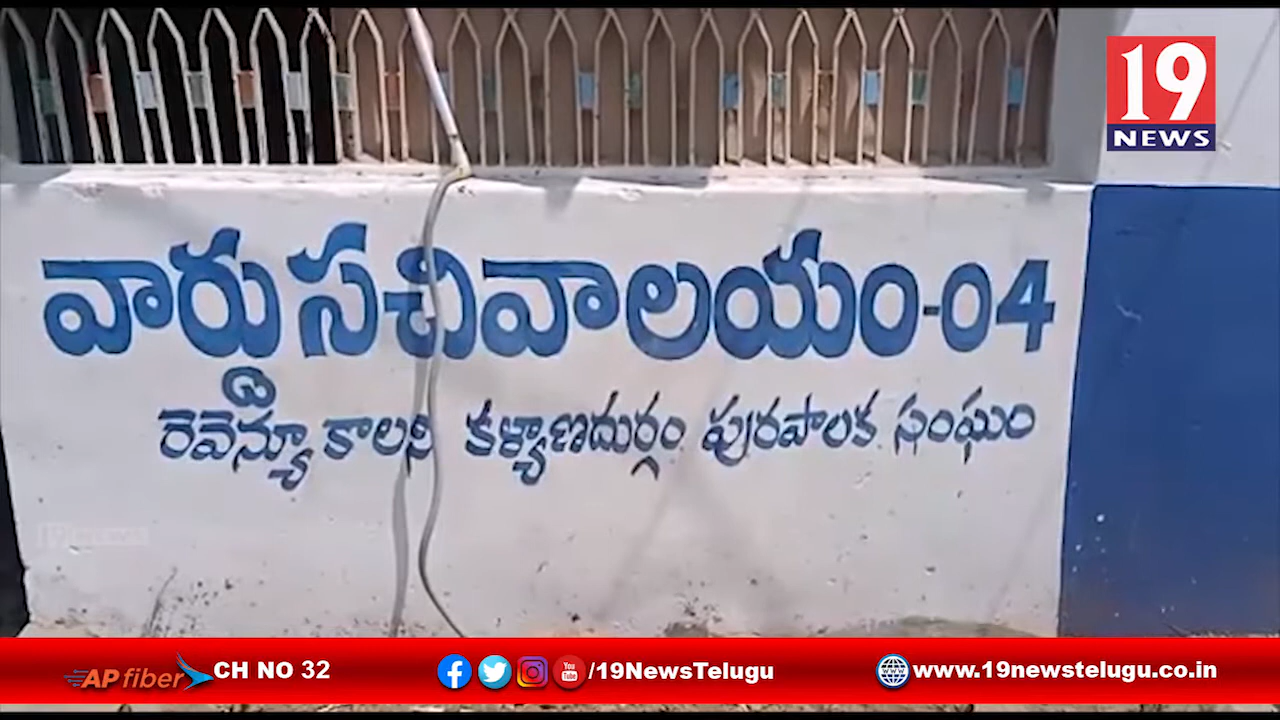 19
NEWS
వార్డు సచివాలయం-04
రెవెన్యూ కాలనీ కళ్యాణదుర్గం పురపాలక సంఘం
AP fiber CH NO 32 /19NewsTelugu www.19newstelugu.co.in